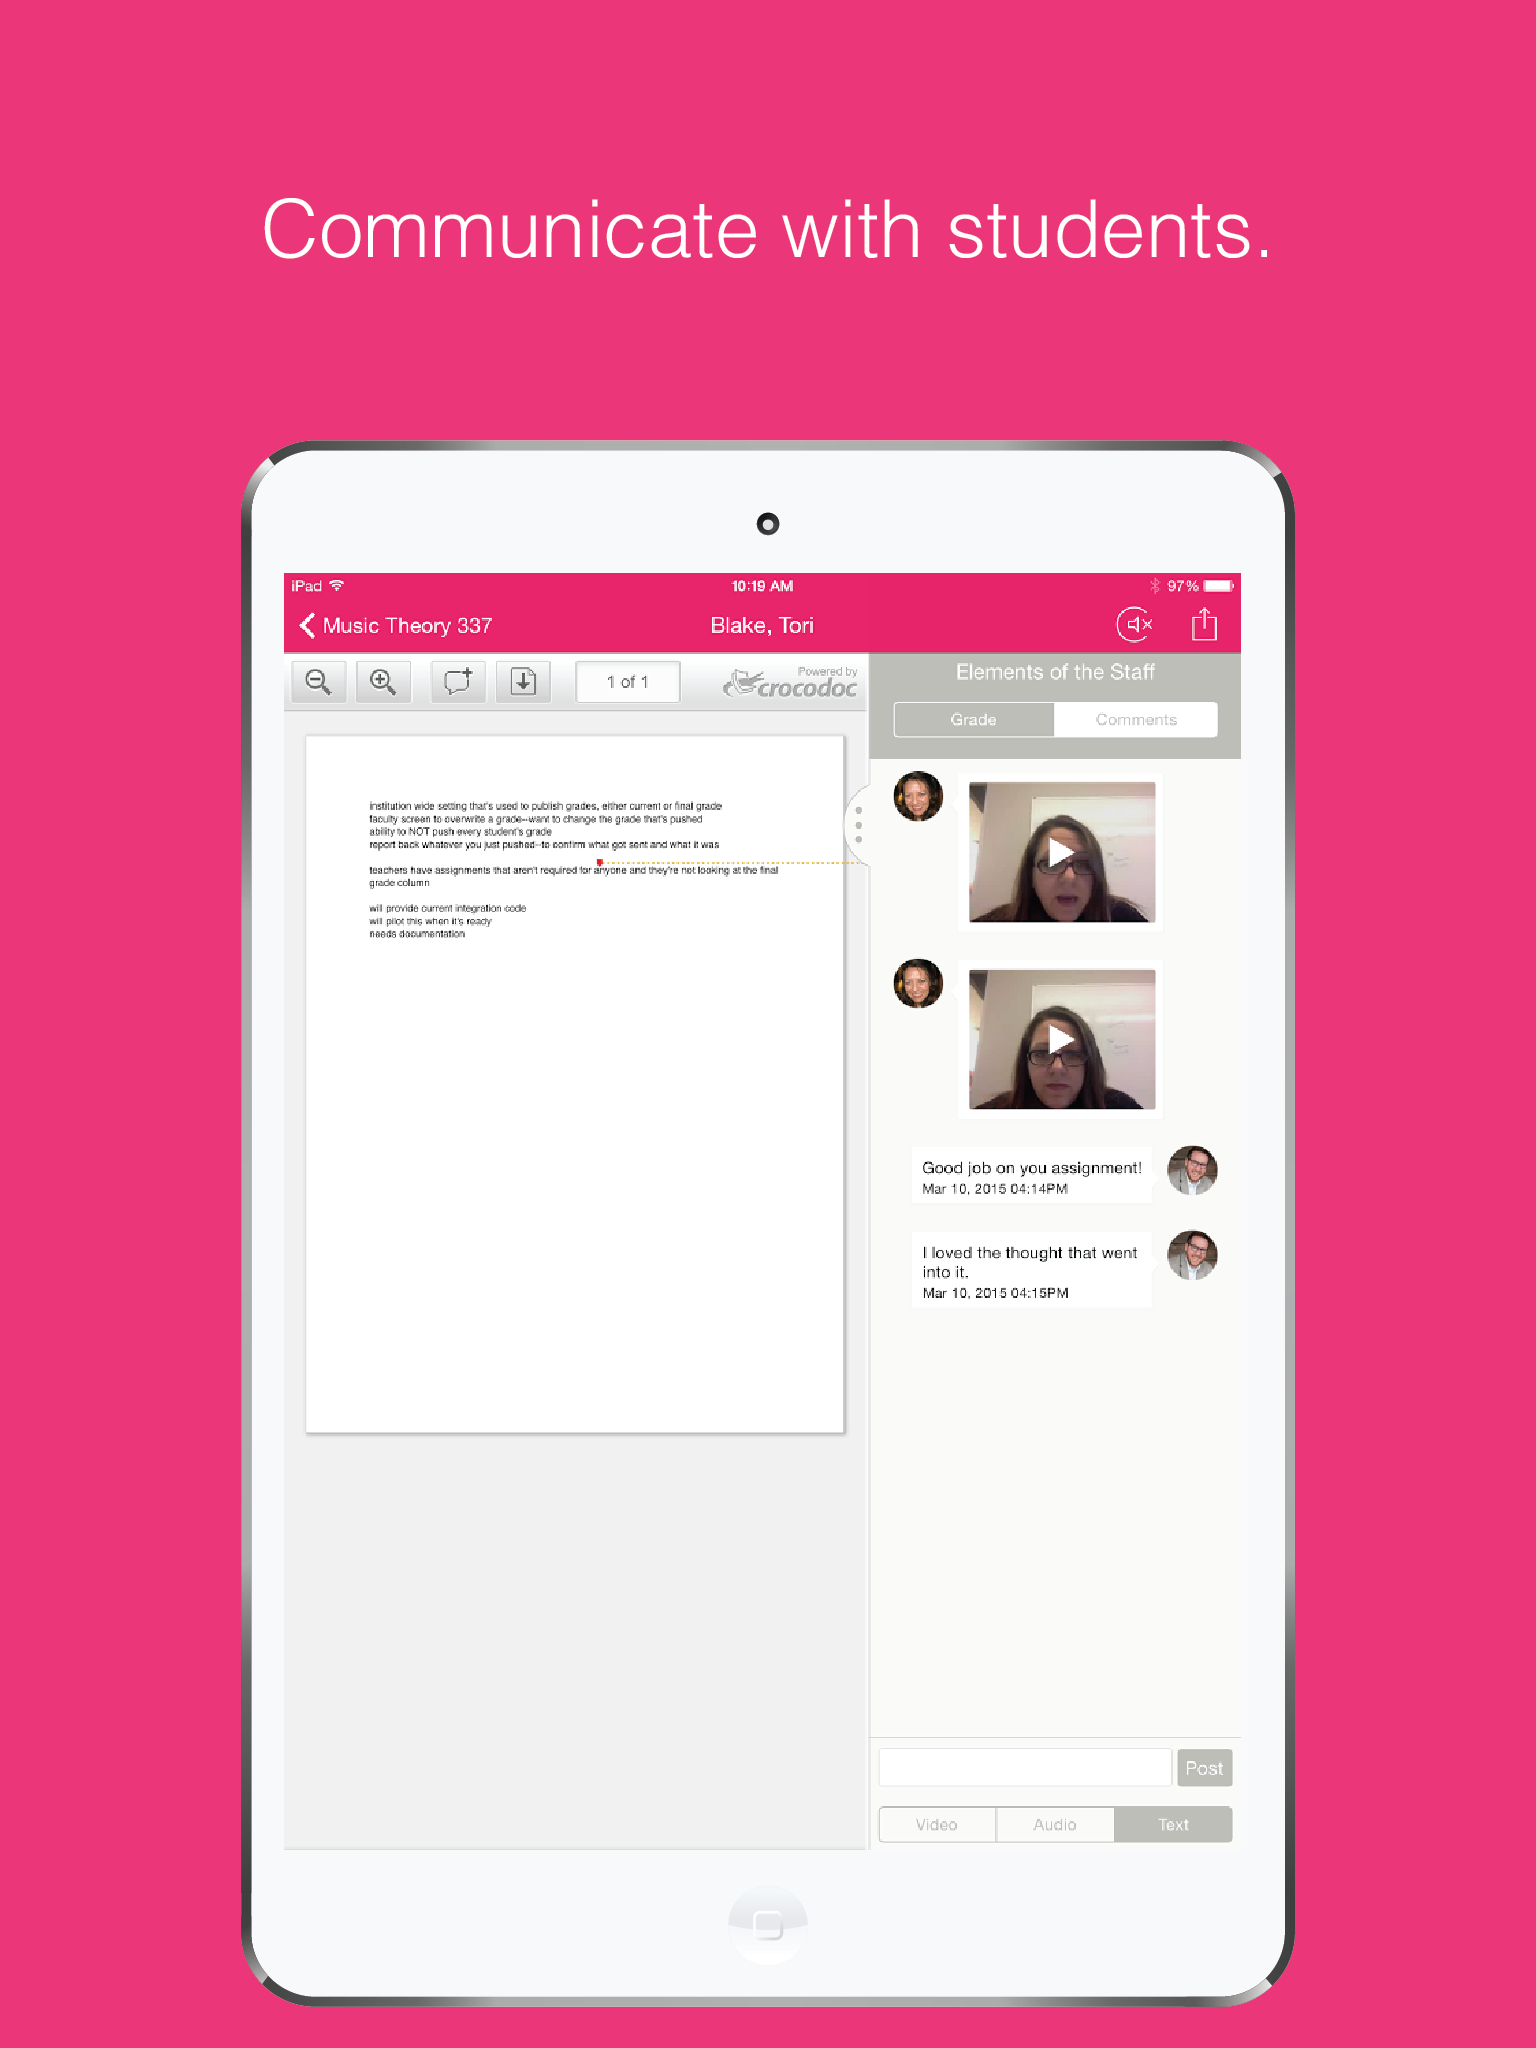 Communicate with students.
iPad
10:19 AM
97%
Music Theory 337
Blake, Tori
1 of 1
Powered by
crocodoc
Elements of the Staff
Grade
Comments
institution wide setting that's used to publish grades, either current or final grade
faculty screen to overwrite a grade--want to change the grade that's pushed
ability to NOT push every student's grade
report back whatever you just pushed--to confirm what got sent and what it was
teachers have assignments that aren't required for anyone and they're not looking at the final
grade column
will provide current integration code
will pilot this when it's ready
needs documentation
Good job on you assignment!
Mar 10, 2015 04:14PM
I loved the thought that went
into it.
Mar 10, 2015 04:15PM
Post
Video
Audio
Text